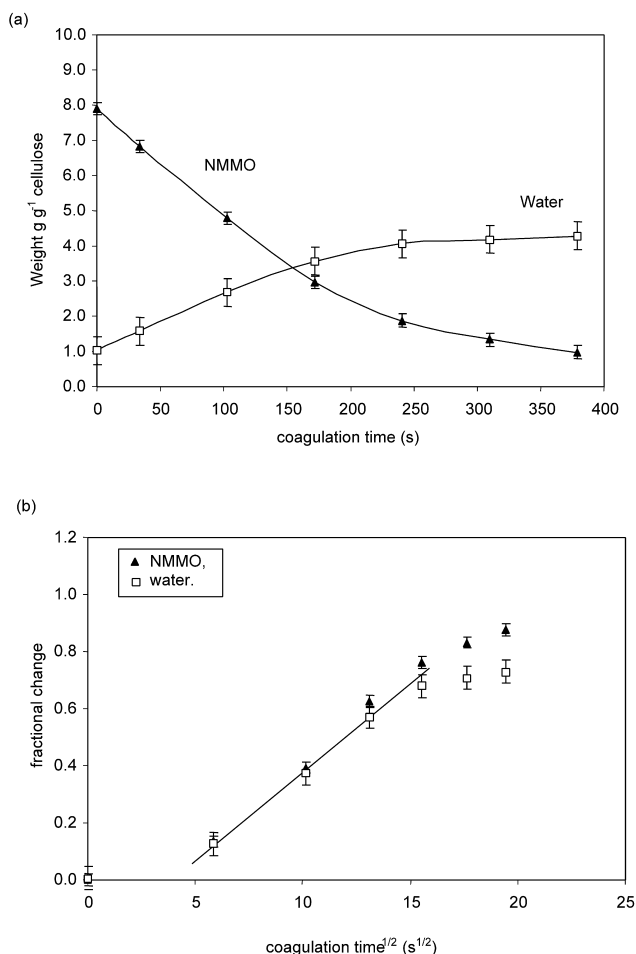 (a)
10.0
9.0
8.0
7.0
6.0
5.0
4.0
3.0
2.0
1.0
0.0
Weight g g-1 cellulose
NMMO
Water
0 50 100 150 200 250 300 350 400
coagulation time (s)
(b)
1.2
1.0
0.8
0.6
0.4
0.2
0.0
fractional change
NMMO,
water.
0 5 10 15 20 25
coagulation time1/2 (s1/2)